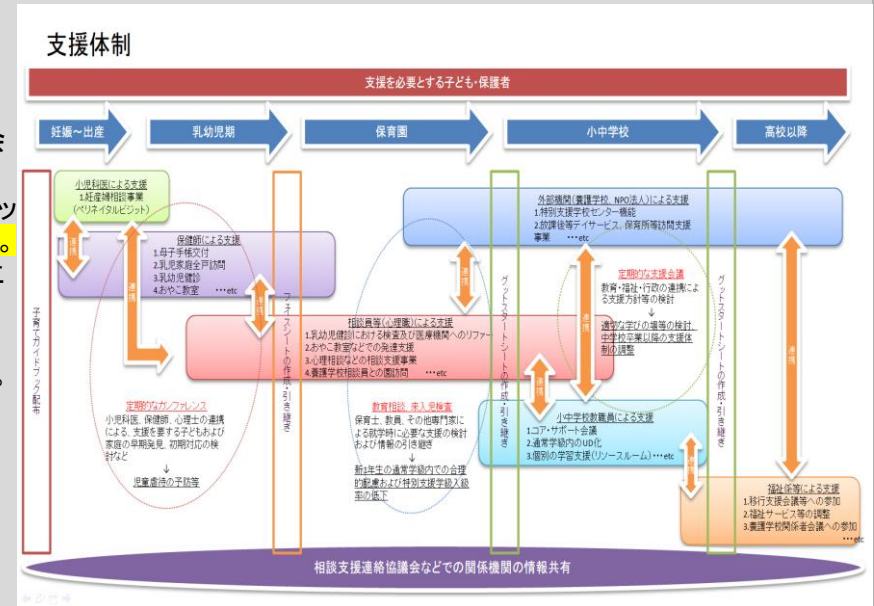 会
ッ
。
。
支援体制
支援を必要とする子ども・保護者
妊娠～出産
乳幼児期
保育園
小中学校
高校以降
小児科医による支援
1.妊産婦相談事業
(ペリネイタルビジット)
連携
保健師による支援
1.母子手帳交付
2.乳児家庭全戸訪問
3.乳幼児健診
4.おやこ教室 …etc
連携
連携
外部機関(養護学校、NPO法人)による支援
1.特別支援学校センター機能
2.放課後等デイサービス、保育所等訪問支援
事業 …etc
連携
相談員等(心理職)による支援
1.乳幼児健診における検査及び医療機関へのリファー
2.おやこ教室などでの発達支援
3.心理相談などの相談支援事業
4.養護学校相談員との園訪問 …etc
定期的な支援会議
教育・福祉・行政の連携によ
る支援方針等の検討
↓
適切な学びの場等の検討、
中学校卒業以降の支援体
制の調整
連携
連携
連携
子育てガイドブック配布
フェイスシートの作成・引き継ぎ
グットスタートシートの作成・引き継ぎ
グットスタートシートの作成・引き継ぎ
定期的なカンファレンス
小児科医、保健師、心理士の連携
による、支援を要する子どもおよび
家庭の早期発見、初期対応の検
討など
↓
児童虐待の予防等
教育相談、未入児検査
保育士、教員、その他専門家に
よる就学時に必要な支援の検討
および情報の引き継ぎ
↓
新1年生の通常学級内での合理
的配慮および特別支援学級入級
率の低下
小中学校教職員による支援
1.コア・サポート会議
2.通常学級内のUD化
3.個別の学習支援(リソースルーム)…etc
連携
福祉係等による支援
1.移行支援会議等への参加
2.福祉サービス等の調整
3.養護学校関係者会議への参加
…etc
相談支援連絡協議会などでの関係機関の情報共有